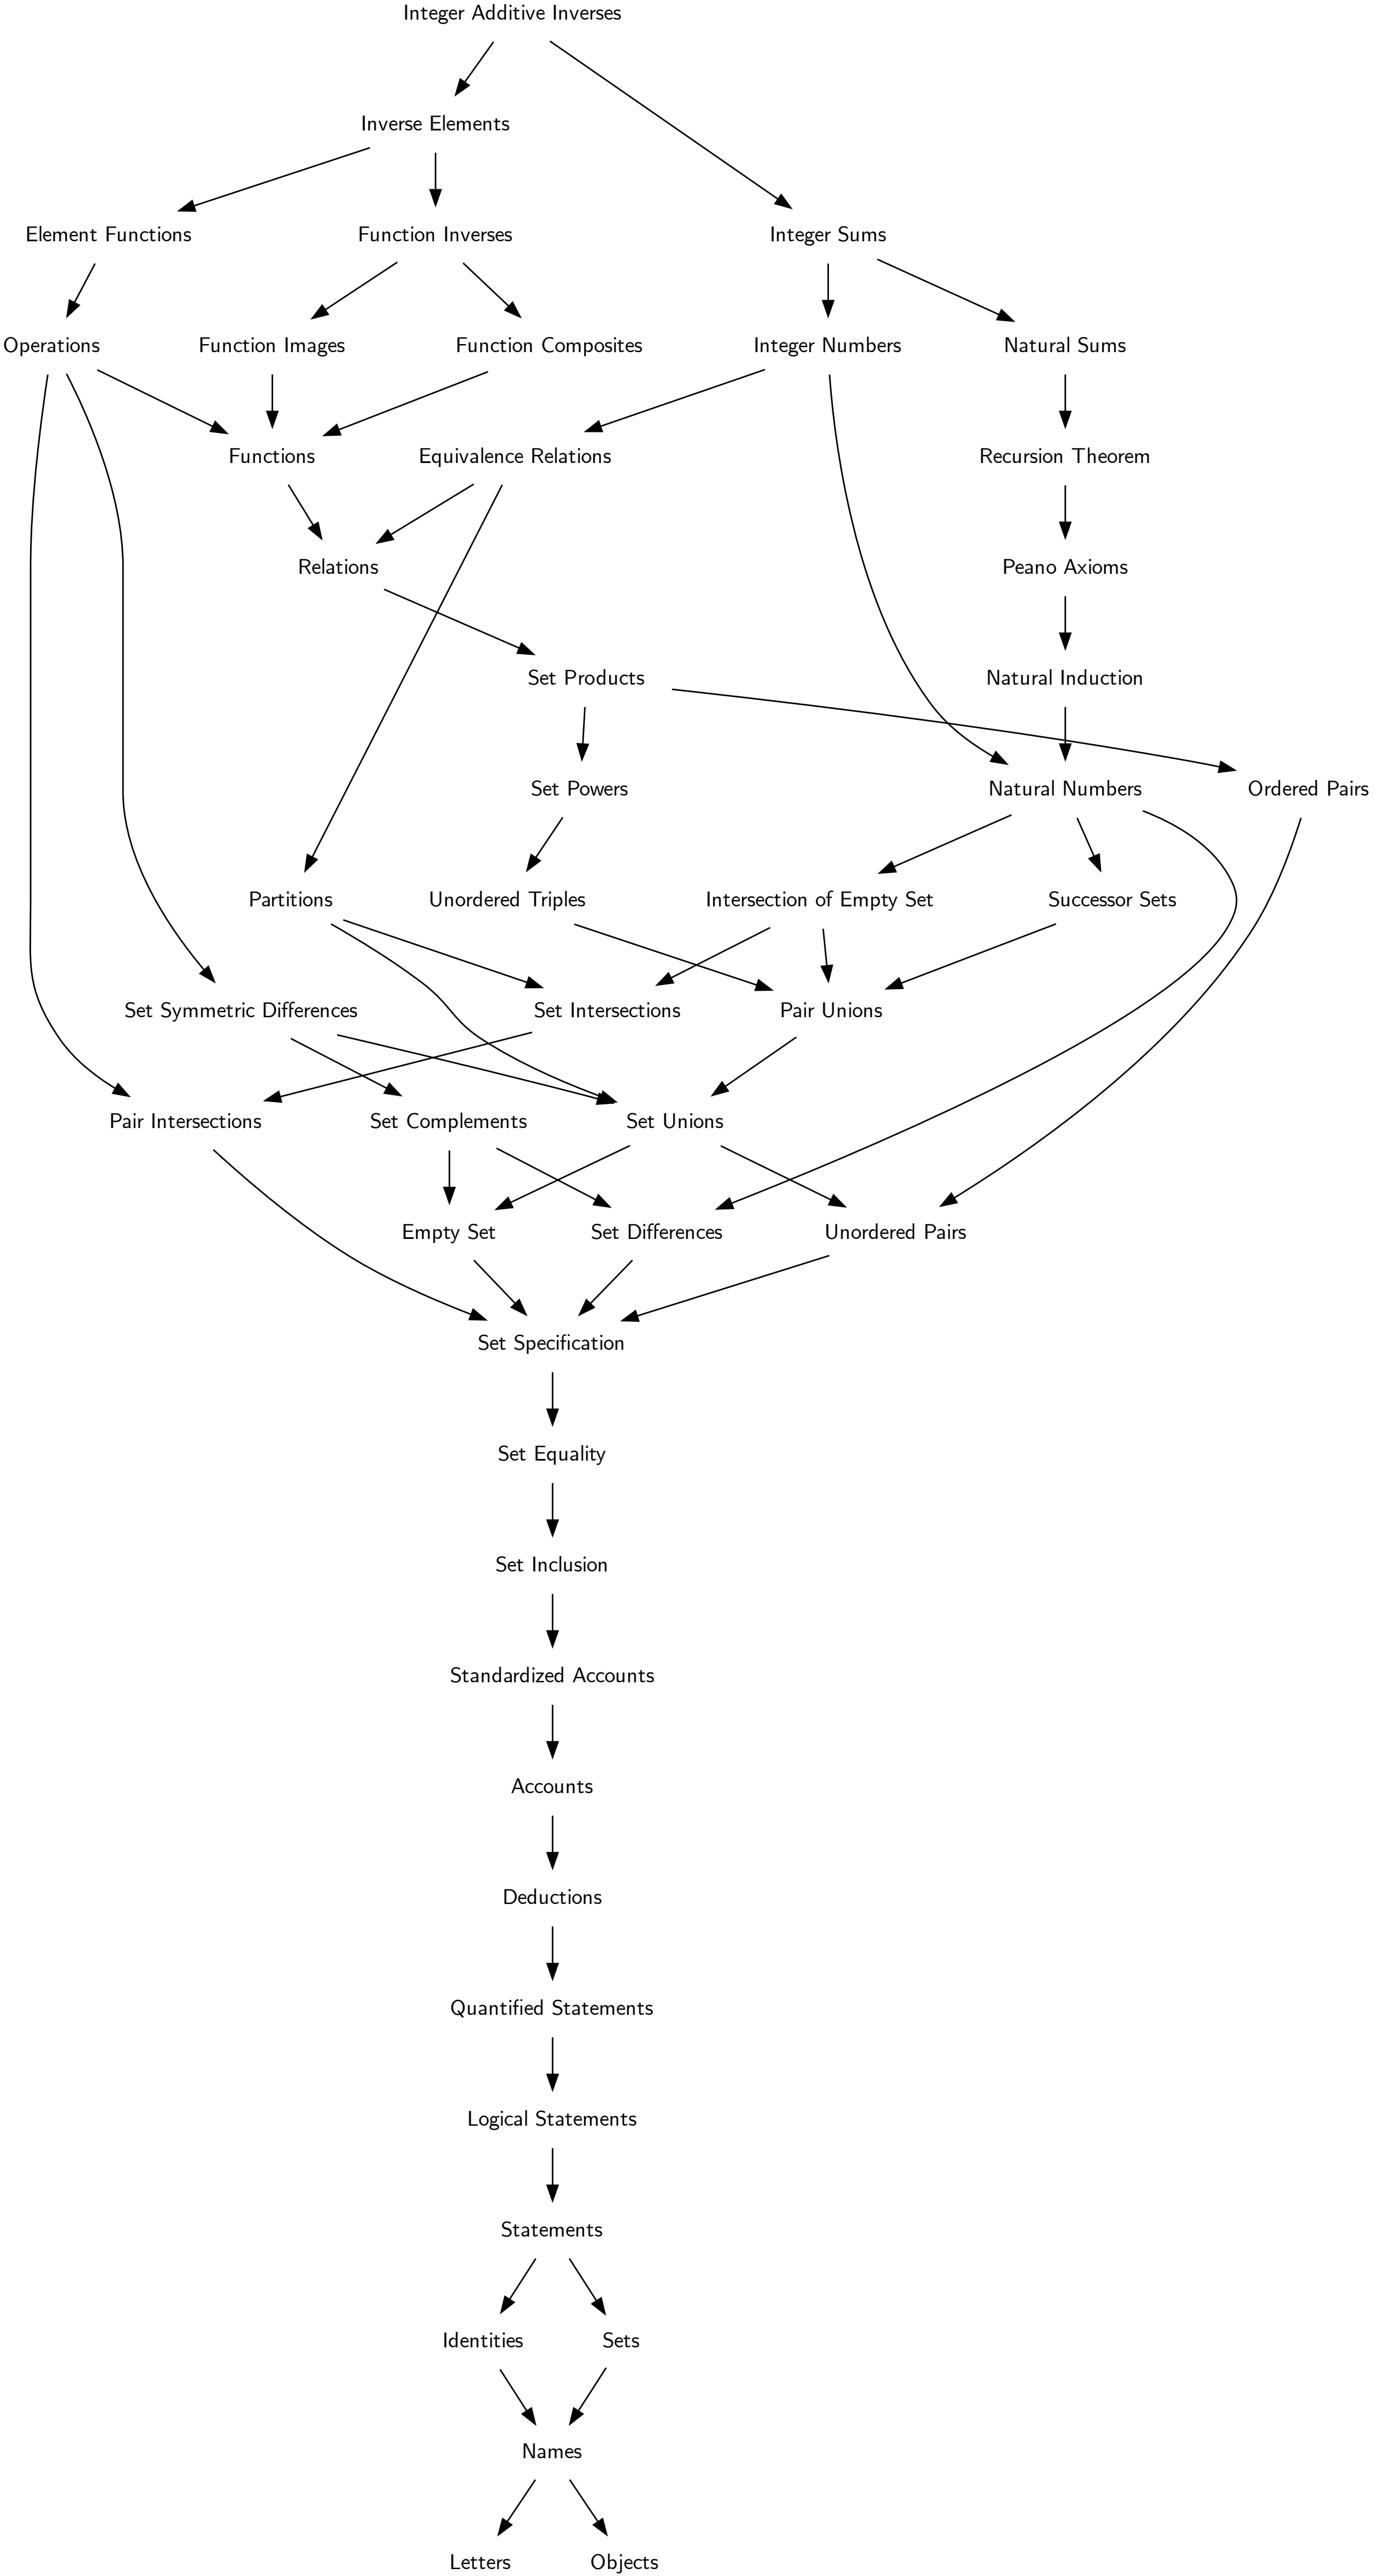 Integer Additive Inverses
Inverse Elements
Element Functions
Function Inverses
Integer Sums
Operations
Function Images
Function Composites
Integer Numbers
Natural Sums
Functions
Equivalence Relations
Recursion Theorem
Relations
Peano Axioms
Set Products
Natural Induction
Set Powers
Natural Numbers
Ordered Pairs
Partitions
Unordered Triples
Intersection of Empty Set
Successor Sets
Set Symmetric Differences
Set Intersections
Pair Unions
Pair Intersections
Set Complements
Set Unions
Empty Set
Set Differences
Unordered Pairs
Set Specification
Set Equality
Set Inclusion
Standardized Accounts
Accounts
Deductions
Quantified Statements
Logical Statements
Statements
Identities
Sets
Names
Letters
Objects